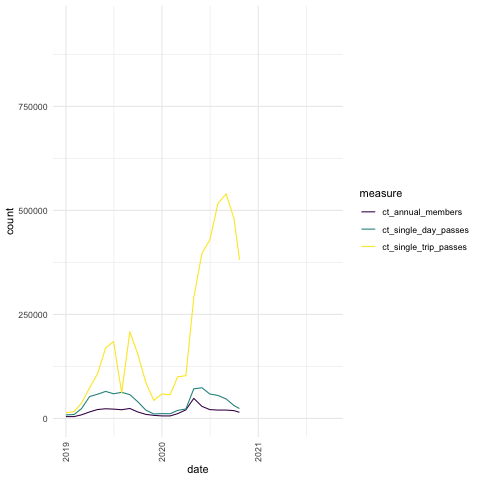 750000
500000
250000
0
count
2019
2020
2021
date
measure
ct_annual_members
ct_single_day_passes
ct_single_trip_passes